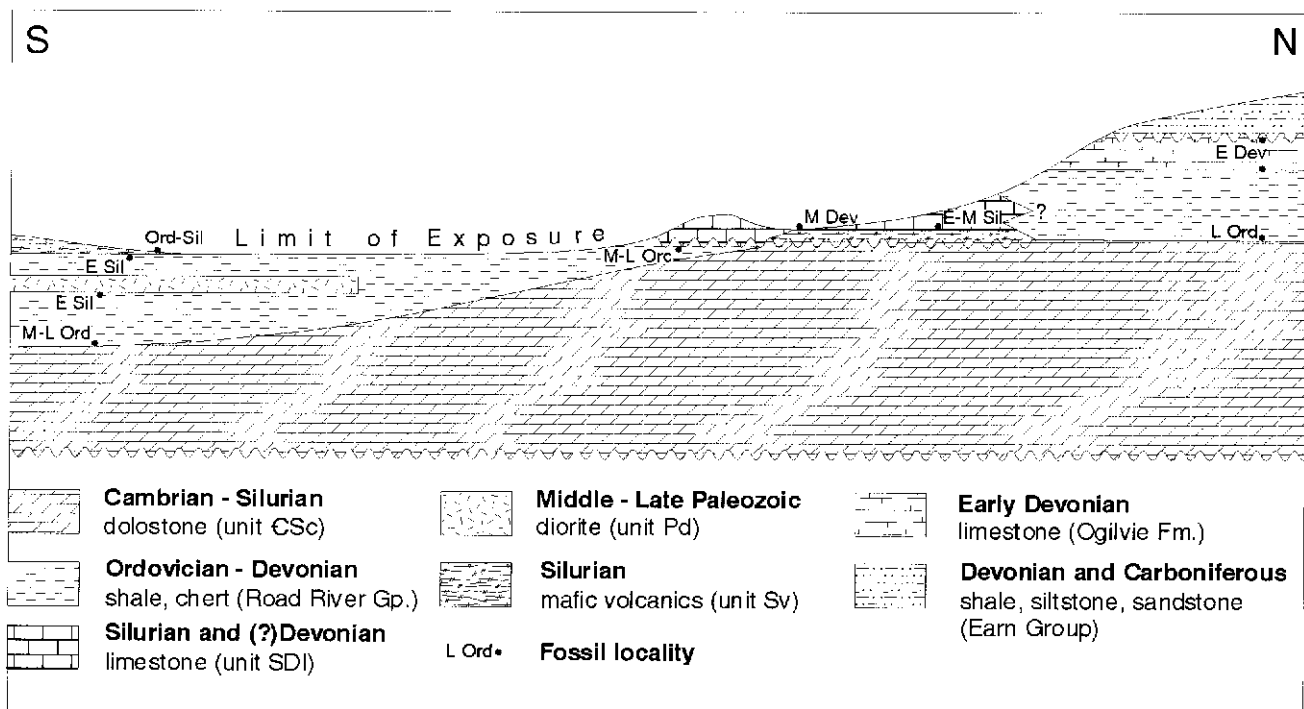 S
N
E Dev
Ord-Sil
Limit of Exposure
M Dev
E-M Sil
?
L Ord
E Sil
M-L Ord
E Sil
M-L Ord
Cambrian - Silurian
dolostone (unit ЄSc)
Ordovician - Devonian
shale, chert (Road River Gp.)
Silurian and (?)Devonian
limestone (unit SDl)
Middle - Late Paleozoic
diorite (unit Pd)
Silurian
mafic volcanics (unit Sv)
L Ord• Fossil locality
Early Devonian
limestone (Ogilvie Fm.)
Devonian and Carboniferous
shale, siltstone, sandstone
(Earn Group)